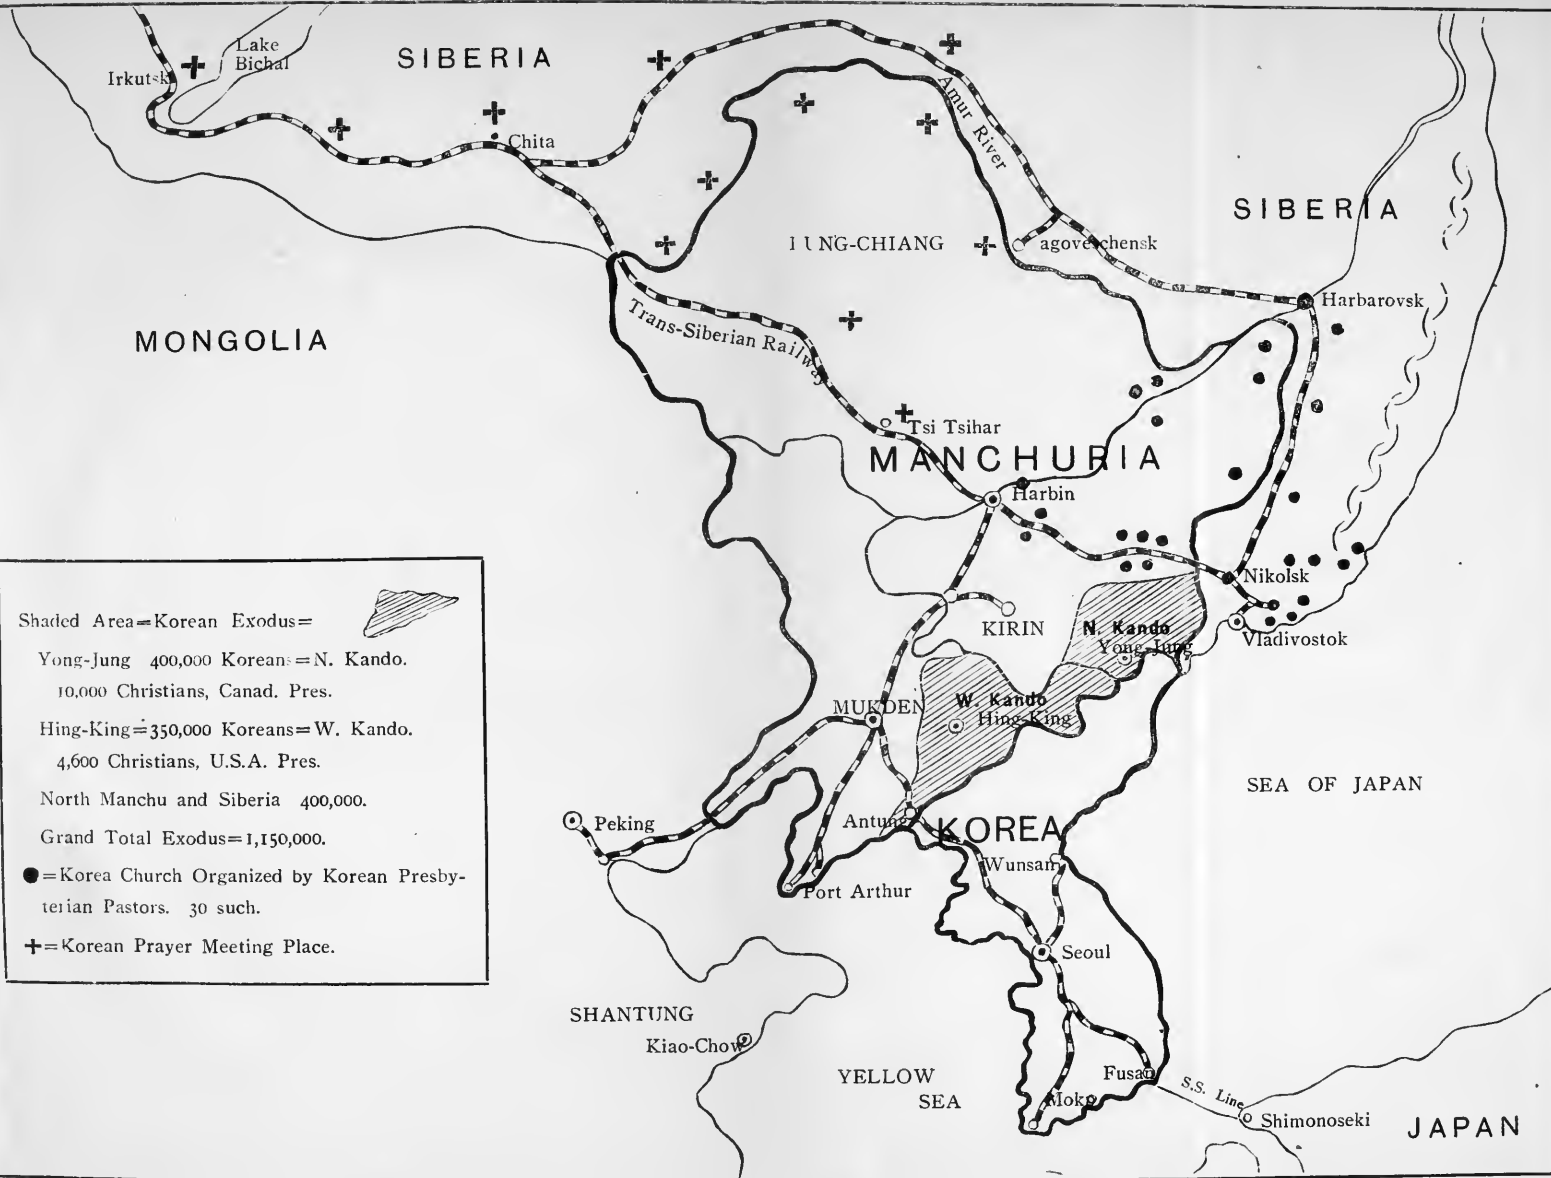 Lake
Bichal
SIBERIA
Irkutsk
Chita
Amur River
SIBERIA
agoveschensk
Harbarovsk
MONGOLIA
Trans-Siberian Railway
Tsi Tsihar
MANCHURIA
Harbin
Nikolsk
KIRIN
N. Kando
Yong-Jung
Vladivostok
W. Kando
Hing-King
MUKDEN
SEA OF JAPAN
Peking
Antung
KOREA
Wunsan
Port Arthur
Seoul
SHANTUNG
Kiao-Chow
YELLOW
SEA
Fusan
Mokp
S.S. Line
Shimonoseki
JAPAN
Shaded Area=Korean Exodus=
Yong-Jung 400,000 Koreans=N. Kando.
10,000 Christians, Canad. Pres.
Hing-King=350,000 Koreans=W. Kando.
4,600 Christians, U.S.A. Pres.
North Manchu and Siberia 400,000.
Grand Total Exodus=1,150,000.
=Korea Church Organized by Korean Presby-
terian Pastors. 30 such.
=Korean Prayer Meeting Place.